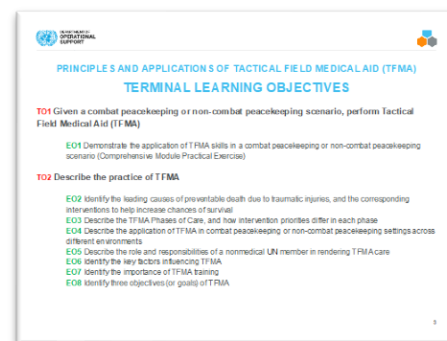 DEPARTMENT OF
OPERATIONAL
SUPPORT
PRINCIPLES AND APPLICATIONS OF TACTICAL FIELD MEDICAL AID (TFMA)
TERMINAL LEARNING OBJECTIVES
TO1 Given a combat peacekeeping or non-combat peacekeeping scenario, perform Tactical
Field Medical Aid (TFMA)
EO1 Demonstrate the application of TFMA skills in a combat peacekeeping or non-combat peacekeeping
scenario (Comprehensive Module Practical Exercise)
TO2 Describe the practice of TFMA
EO2 Identify the leading causes of preventable death due to traumatic injuries, and the corresponding
interventions to help increase chances of survival
EO3 Describe the TFMA Phases of Care, and how intervention priorities differ in each phase
EO4 Describe the application of TFMA in combat peacekeeping or non-combat peacekeeping settings across
different environments
EO5 Describe the role and responsibilities of a nonmedical UN member in rendering TFMA care
EO6 Identify the key factors influencing TFMA
EO7 Identify the importance of TFMA training
EO8 Identify three objectives (or goals) of TFMA